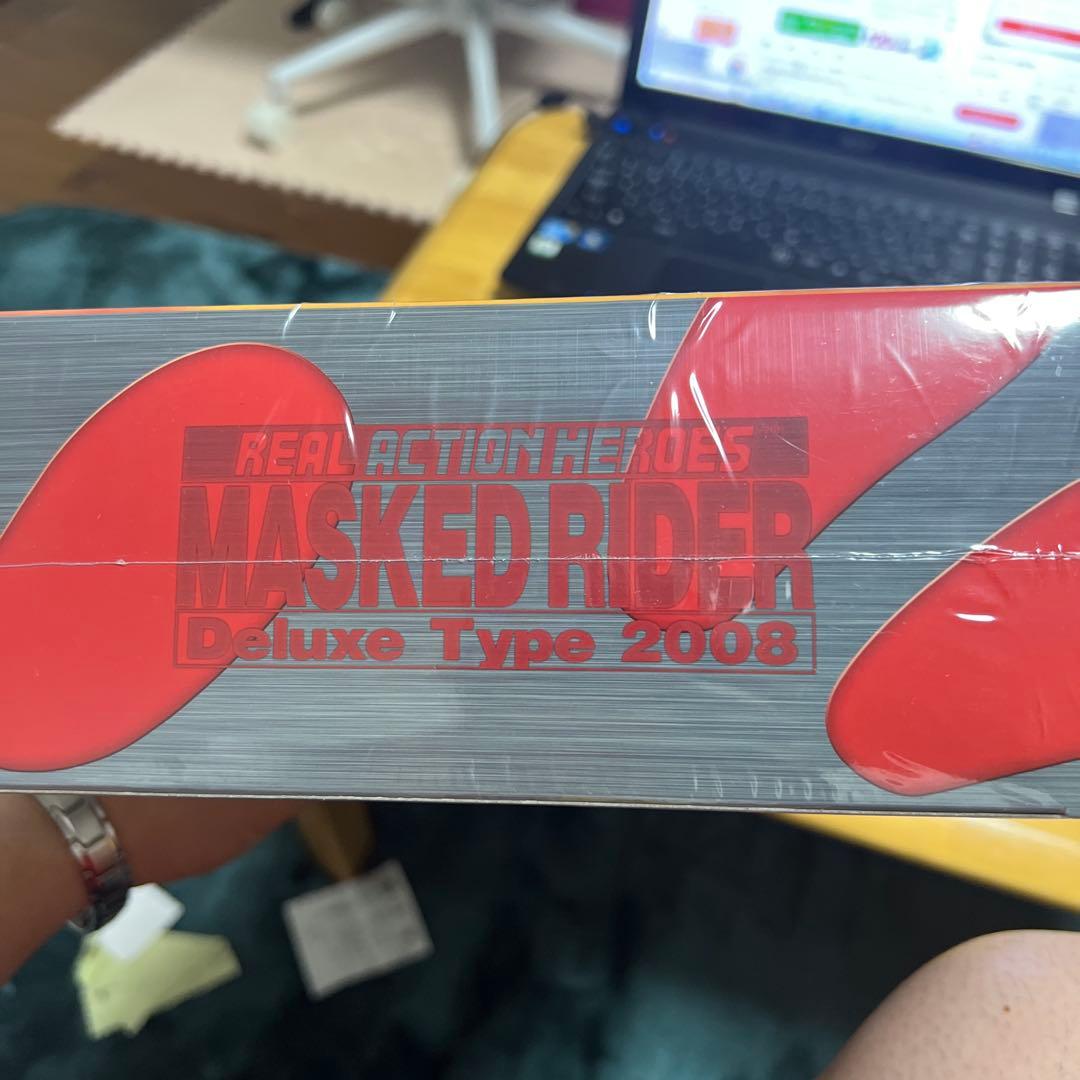 REAL ACTION HEROES
MASKED RIDER
Deluxe Type 2008